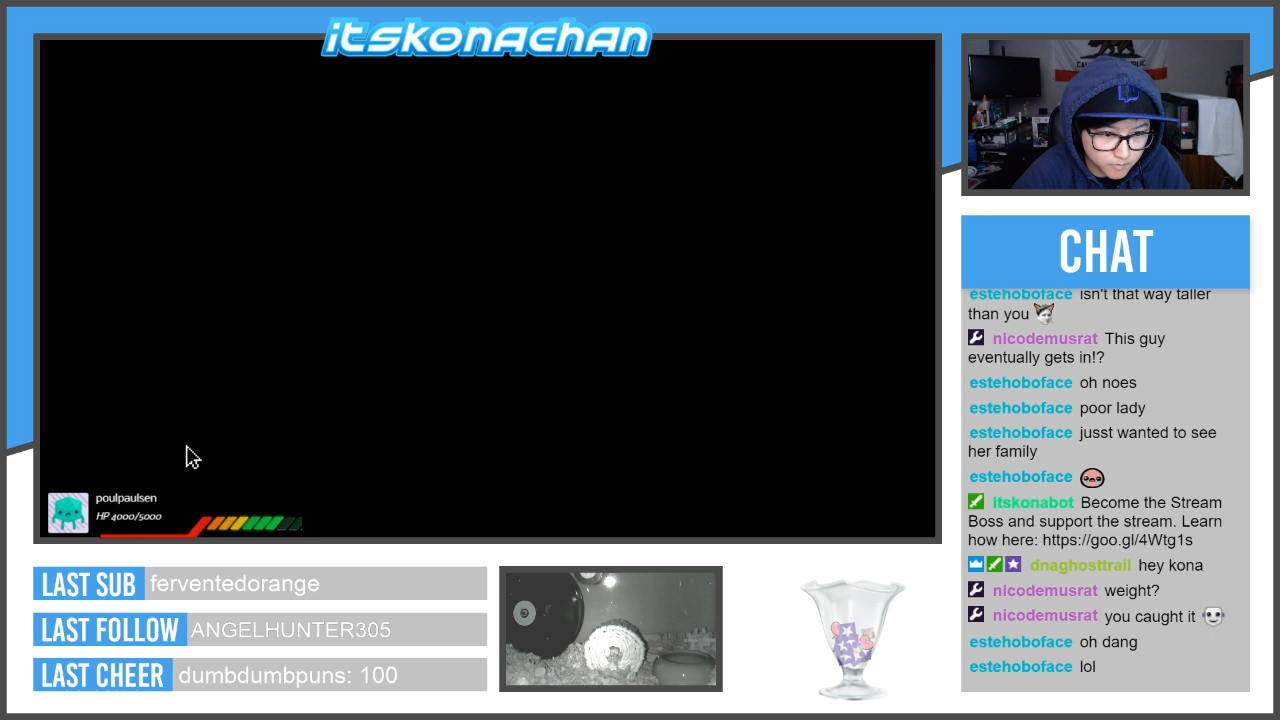 itskonachan
CHAT
estehoboface isn't that way taller
than you
nicodemusrat This guy
eventually gets in!?
estehoboface oh noes
estehoboface poor lady
estehoboface jusst wanted to see
her family
estehoboface
itskonabot Become the Stream
Boss and support the stream. Learn
how here: https://goo.gl/4Wtg1s
dnaghosttrail hey kona
nicodemusrat weight?
nicodemusrat you caught it
estehoboface oh dang
estehoboface lol
poulpaulsen
HP 4000/5000
LAST SUB ferventedorange
LAST FOLLOW ANGELHUNTER305
LAST CHEER dumbdumbpuns: 100